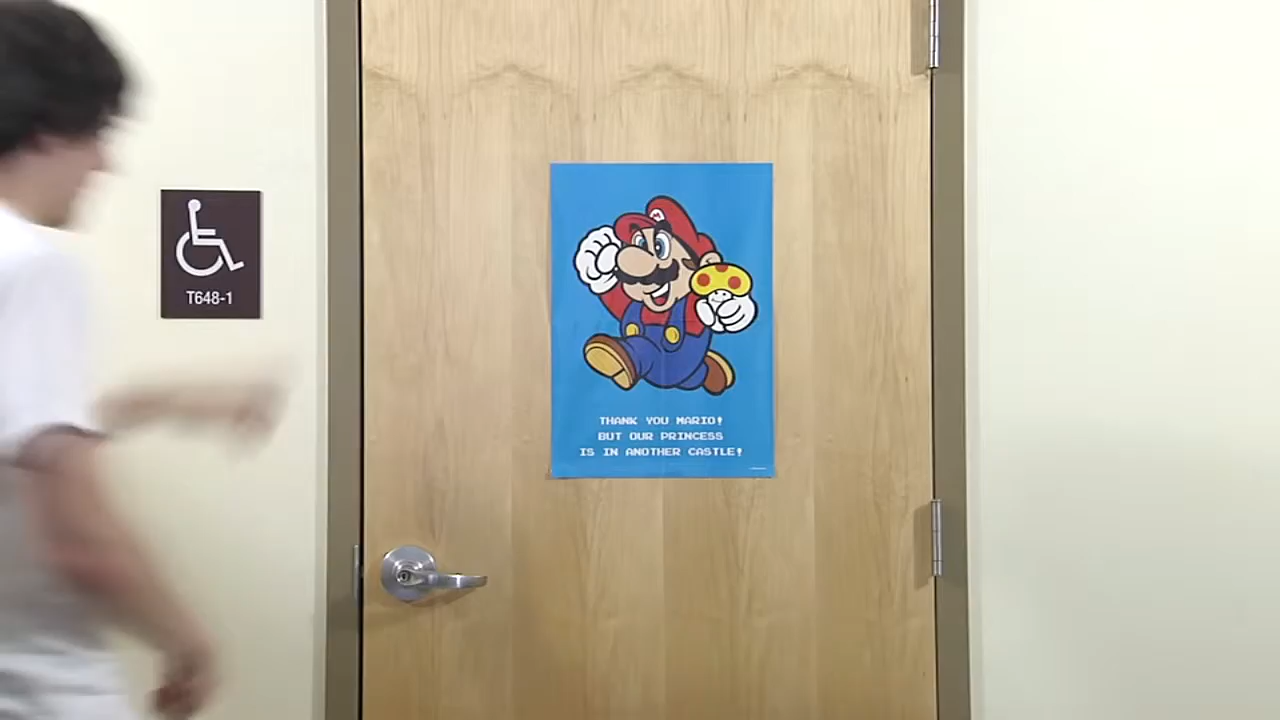 T648-1
THANK YOU MARIO!
BUT OUR PRINCESS
IS IN ANOTHER CASTLE!